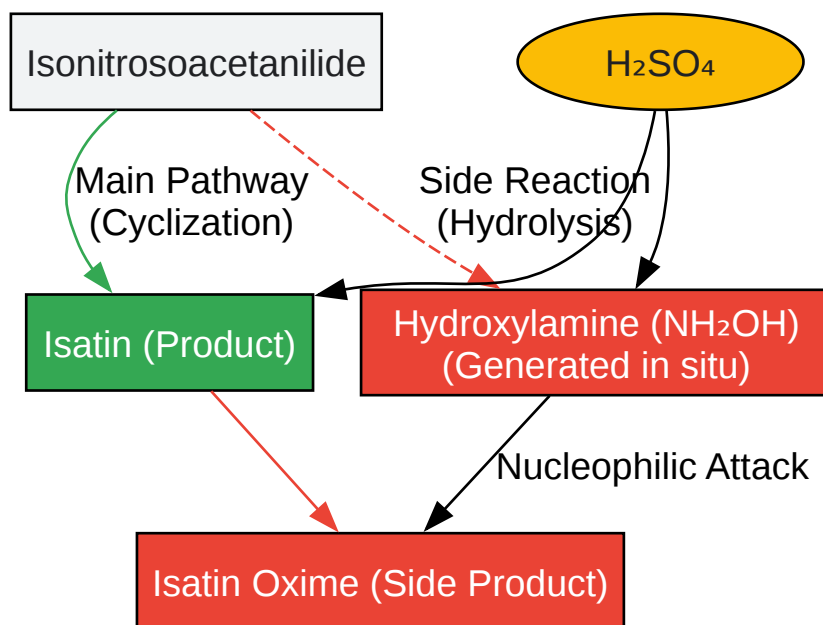 Isonitrosoacetanilide
H₂SO₄
Main Pathway
(Cyclization)
Side Reaction
(Hydrolysis)
Isatin (Product)
Hydroxylamine (NH₂OH)
(Generated in situ)
Nucleophilic Attack
Isatin Oxime (Side Product)